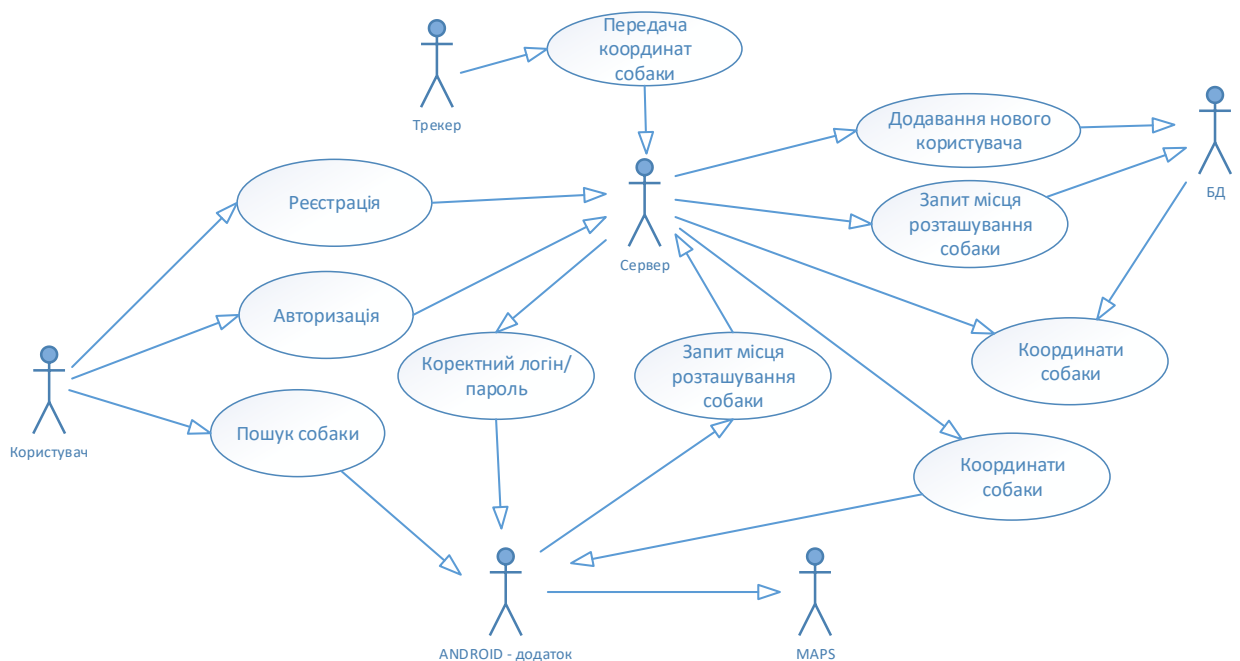 Передача
координат
собаки
Трекер
Додавання нового
користувача
БД
Реєстрація
Запит місця
розташування
собаки
Сервер
Авторизація
Коректний логін/
пароль
Запит місця
розташування
собаки
Координати
собаки
Користувач
Пошук собаки
Координати
собаки
ANDROID - додаток
MAPS